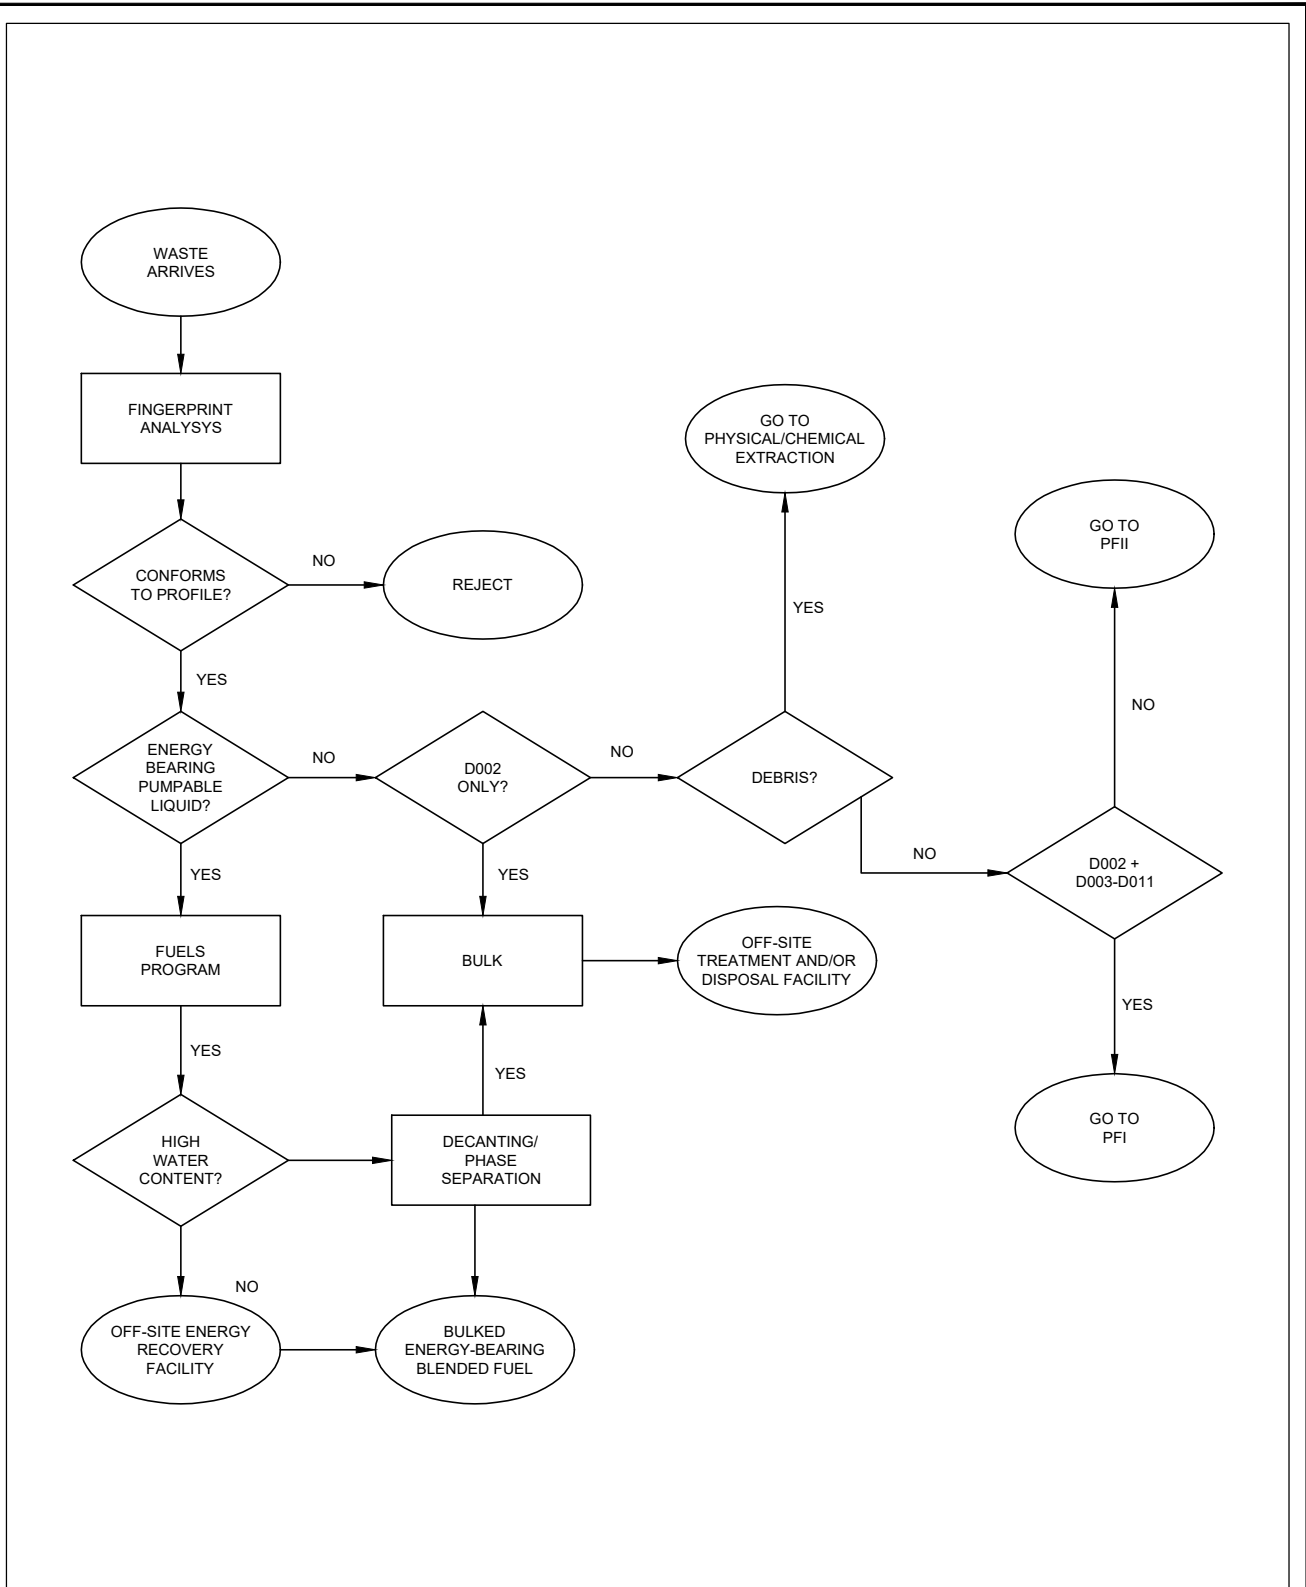 WASTE
ARRIVES
FINGERPRINT
ANALYSYS
CONFORMS
TO PROFILE?
NO
REJECT
YES
ENERGY
BEARING
PUMPABLE
LIQUID?
NO
D002
ONLY?
NO
DEBRIS?
YES
GO TO
PHYSICAL/CHEMICAL
EXTRACTION
NO
D002 +
D003-D011
NO
GO TO
PFII
YES
GO TO
PFI
YES
FUELS
PROGRAM
YES
BULK
OFF-SITE
TREATMENT AND/OR
DISPOSAL FACILITY
YES
HIGH
WATER
CONTENT?
YES
DECANTING/
PHASE
SEPARATION
NO
OFF-SITE ENERGY
RECOVERY
FACILITY
BULKED
ENERGY-BEARING
BLENDED FUEL